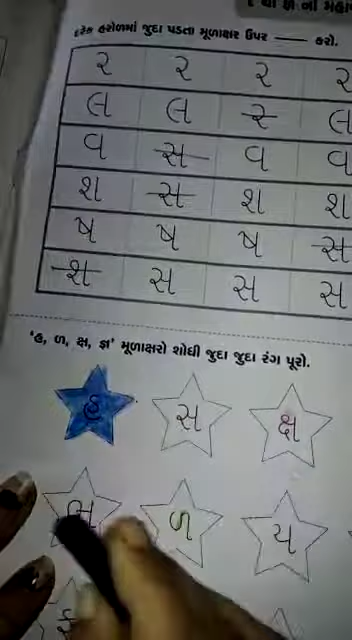 દરેક હરોળમાં જુદા પડતા મૂળાક્ષર ઉપર —— કરો.
ર ર ર ર
લ લ ર લ
વ સ વ વ
શ સ શ શ
ષ ષ ષ સ
શ સ સ સ
'હ, ળ, ક્ષ, જ્ઞ' મૂળાક્ષરો શોધી જુદા જુદા રંગ પૂરો.
હ સ ક્ષ
ળ ય